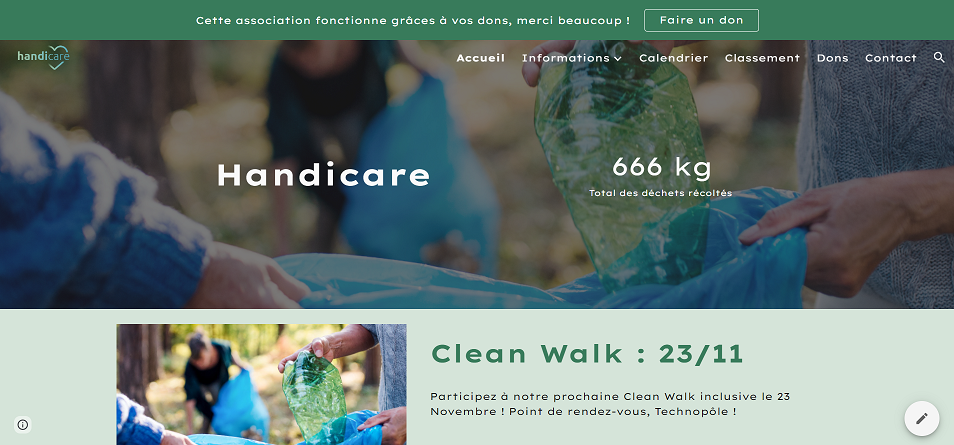 Cette association fonctionne grâces à vos dons, merci beaucoup !
Faire un don
handicare
Accueil
Informations
Calendrier
Classement
Dons
Contact
Handicare
666 kg
Total des déchets récoltés
Clean Walk : 23/11
Participez à notre prochaine Clean Walk inclusive le 23
Novembre ! Point de rendez-vous, Technopôle !